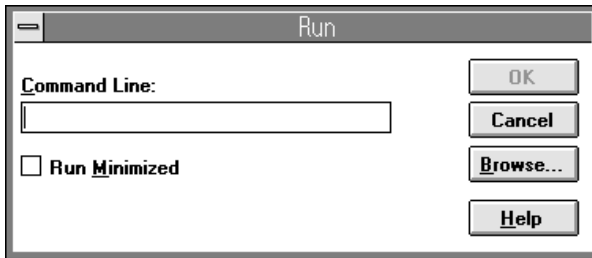 Run
Command Line:
OK
Cancel
Run Minimized
Browse...
Help